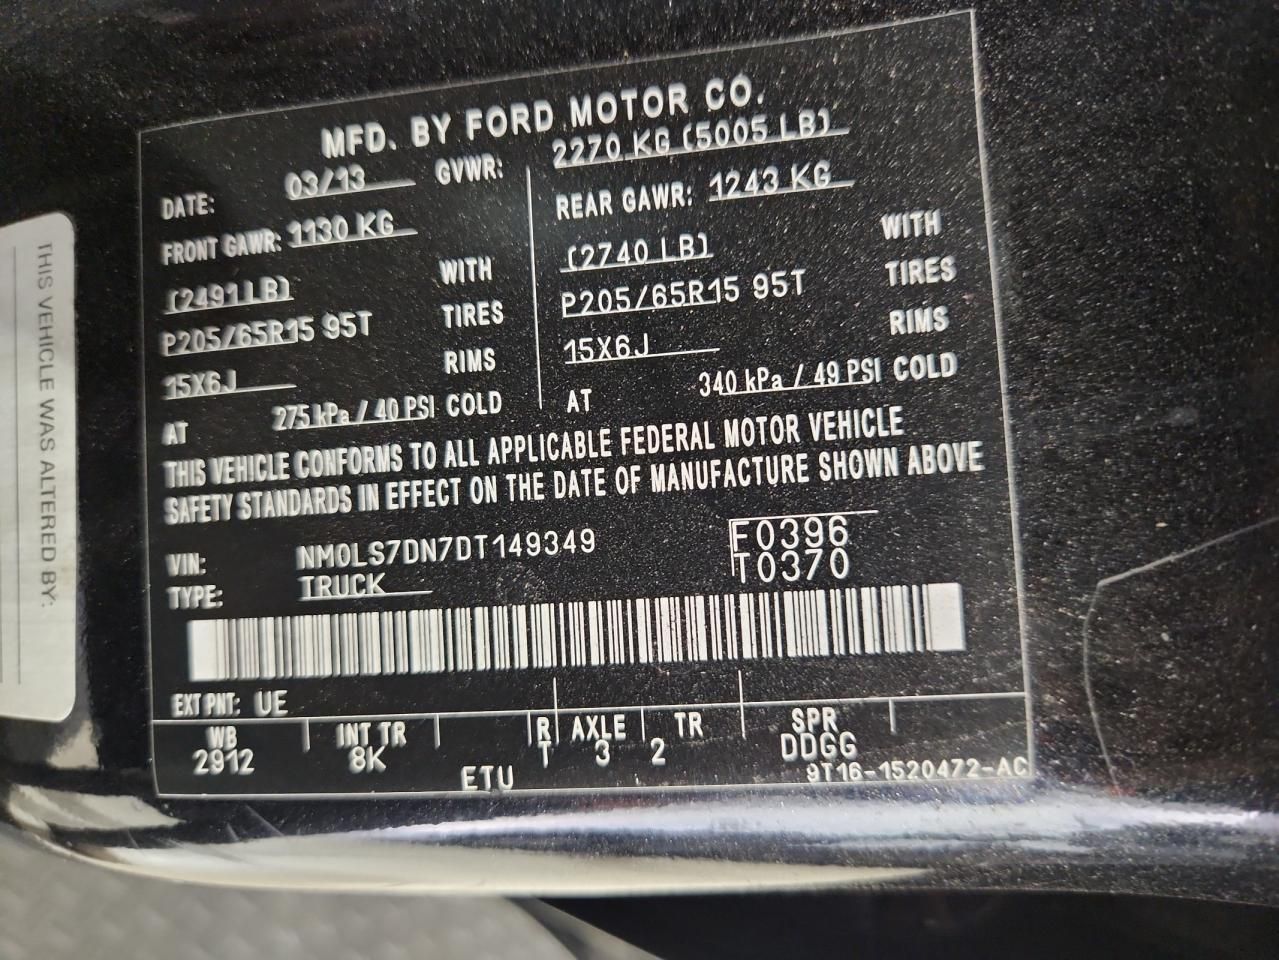 MFD. BY FORD MOTOR CO.
DATE: 03/13 GVWR: 2270 KG (5005 LB)
FRONT GAWR: 1130 KG REAR GAWR: 1243 KG
(2491LB) WITH (2740 LB) WITH
P205/65R15 95T TIRES P205/65R15 95T TIRES
15X6J RIMS 15X6J RIMS
AT 275 kPa / 40 PSI COLD AT 340 kPa / 49 PSI COLD
THIS VEHICLE CONFORMS TO ALL APPLICABLE FEDERAL MOTOR VEHICLE
SAFETY STANDARDS IN EFFECT ON THE DATE OF MANUFACTURE SHOWN ABOVE
VIN: NM0LS7DN7DT149349 F0396
TYPE: TRUCK T0370
EXT PNT: UE
WB INT TR R AXLE TR SPR
2912 8K T 3 2 DDGG
ETU 9T16-1520472-AC
THIS VEHICLE WAS ALTERED BY: